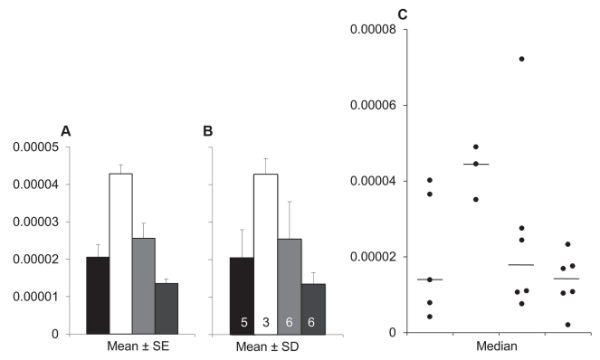 A
0.00005
0.00004
0.00003
0.00002
0.00001
0
Mean ± SE
B
5 3 6 6
Mean ± SD
C
0.00008
0.00006
0.00004
0.00002
0
Median